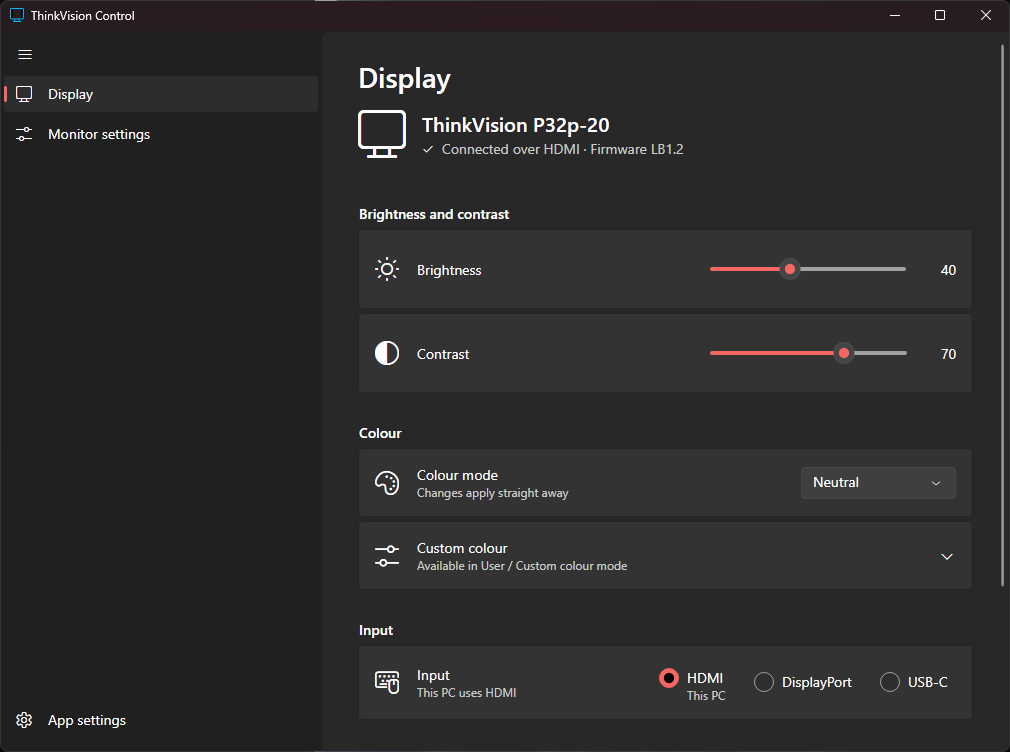 ThinkVision Control
Display
Monitor settings
App settings
Display
ThinkVision P32p-20
Connected over HDMI · Firmware LB1.2
Brightness and contrast
Brightness
40
Contrast
70
Colour
Colour mode
Changes apply straight away
Neutral
Custom colour
Available in User / Custom colour mode
Input
Input
This PC uses HDMI
HDMI
This PC
DisplayPort
USB-C